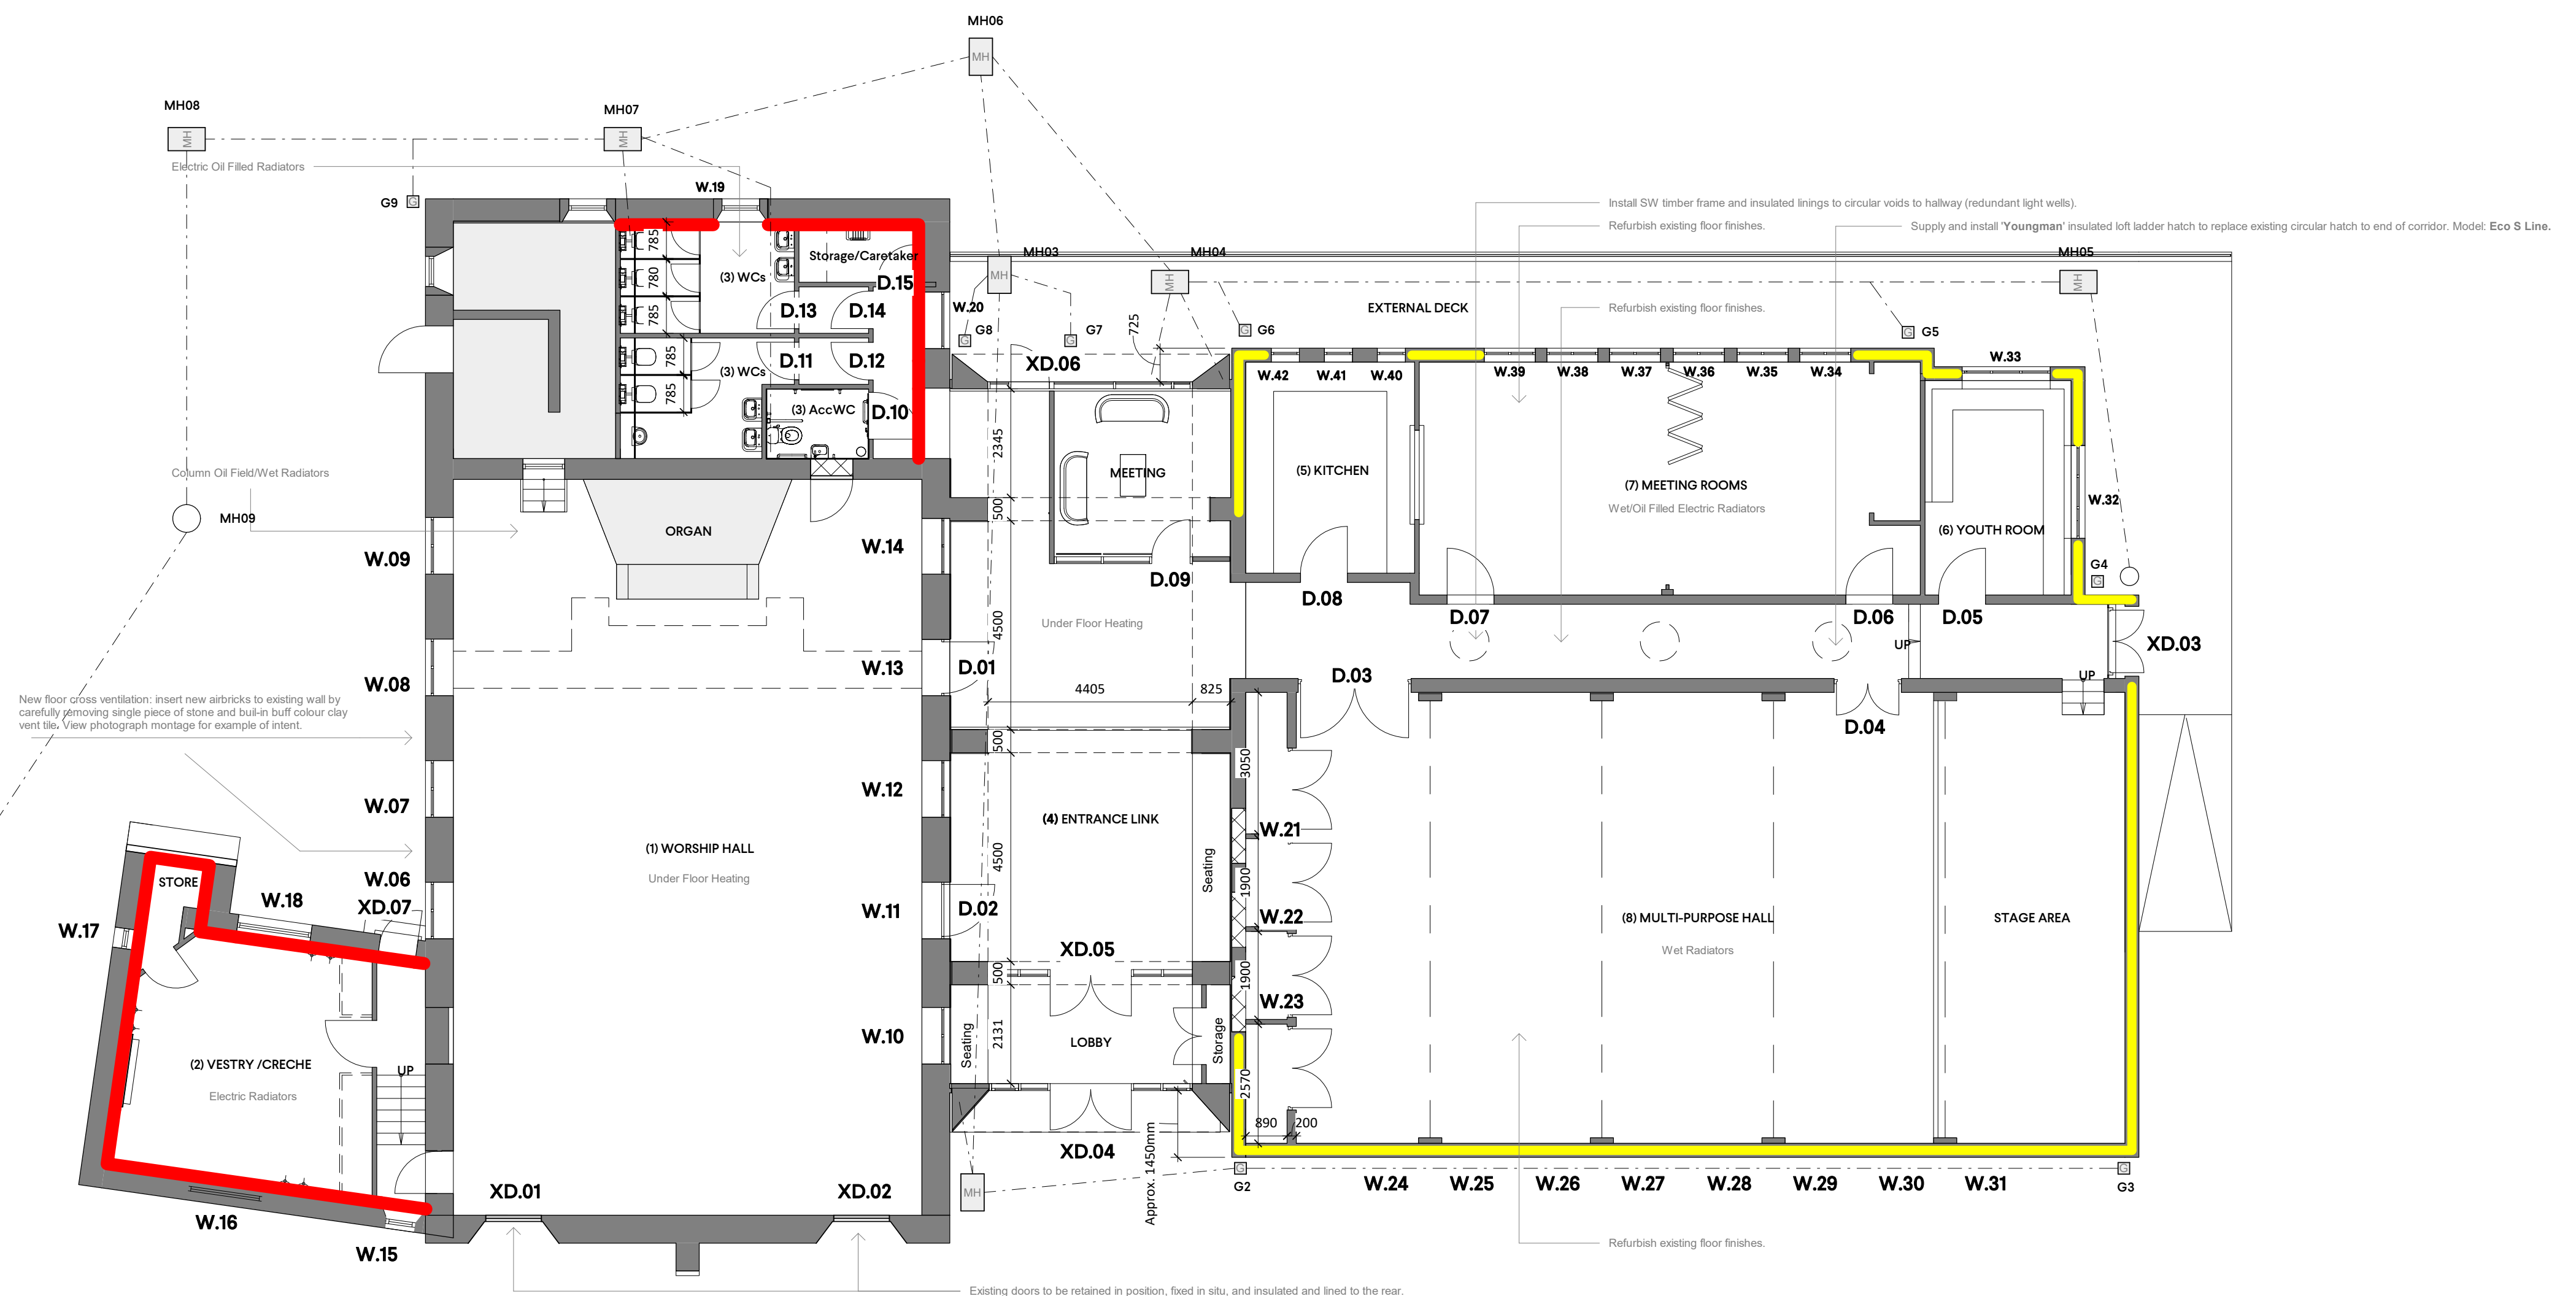 MH06
MH
MH08
MH07
MH
MH
Electric Oil Filled Radiators
W.19
G9
G
Install SW timber frame and insulated linings to circular voids to hallway (redundant light wells).
Refurbish existing floor finishes.
Supply and install 'Youngman' insulated loft ladder hatch to replace existing circular hatch to end of corridor. Model: Eco S Line.
785
Storage/Caretaker
MH03
MH04
MH05
(3) WCs
780
D.15
MH
MH
MH
W.20
785
D.13
D.14
EXTERNAL DECK
Refurbish existing floor finishes.
G8
G
G7
G
725
G6
G
G5
G
785
D.11
D.12
(3) WCs
XD.06
W.33
W.42
W.41
W.40
W.39
W.38
W.37
W.36
W.35
W.34
785
(3) AccWC
D.10
2345
Column Oil Field/Wet Radiators
MEETING
(5) KITCHEN
(7) MEETING ROOMS
Wet/Oil Filled Electric Radiators
W.32
MH09
500
ORGAN
(6) YOUTH ROOM
W.09
W.14
D.09
G4
G
D.08
D.07
D.06
D.05
Under Floor Heating
4500
UP
XD.03
W.08
W.13
D.01
D.03
UP
4405
825
New floor cross ventilation: insert new airbricks to existing wall by
carefully removing single piece of stone and buil-in buff colour clay
vent tile. View photograph montage for example of intent.
D.04
500
3050
W.07
W.12
(4) ENTRANCE LINK
W.21
(1) WORSHIP HALL
Under Floor Heating
4500
Seating
W.06
STORE
1900
W.18
XD.07
W.11
D.02
W.22
(8) MULTI-PURPOSE HALL
STAGE AREA
W.17
XD.05
Wet Radiators
500
1900
W.23
W.10
Seating
2131
LOBBY
Storage
(2) VESTRY /CRECHE
UP
Electric Radiators
2570
890
200
XD.04
Approx. 1450mm
G
G
MH
G2
G3
XD.01
XD.02
W.24
W.25
W.26
W.27
W.28
W.29
W.30
W.31
W.16
W.15
Refurbish existing floor finishes.
Existing doors to be retained in position, fixed in situ, and insulated and lined to the rear.